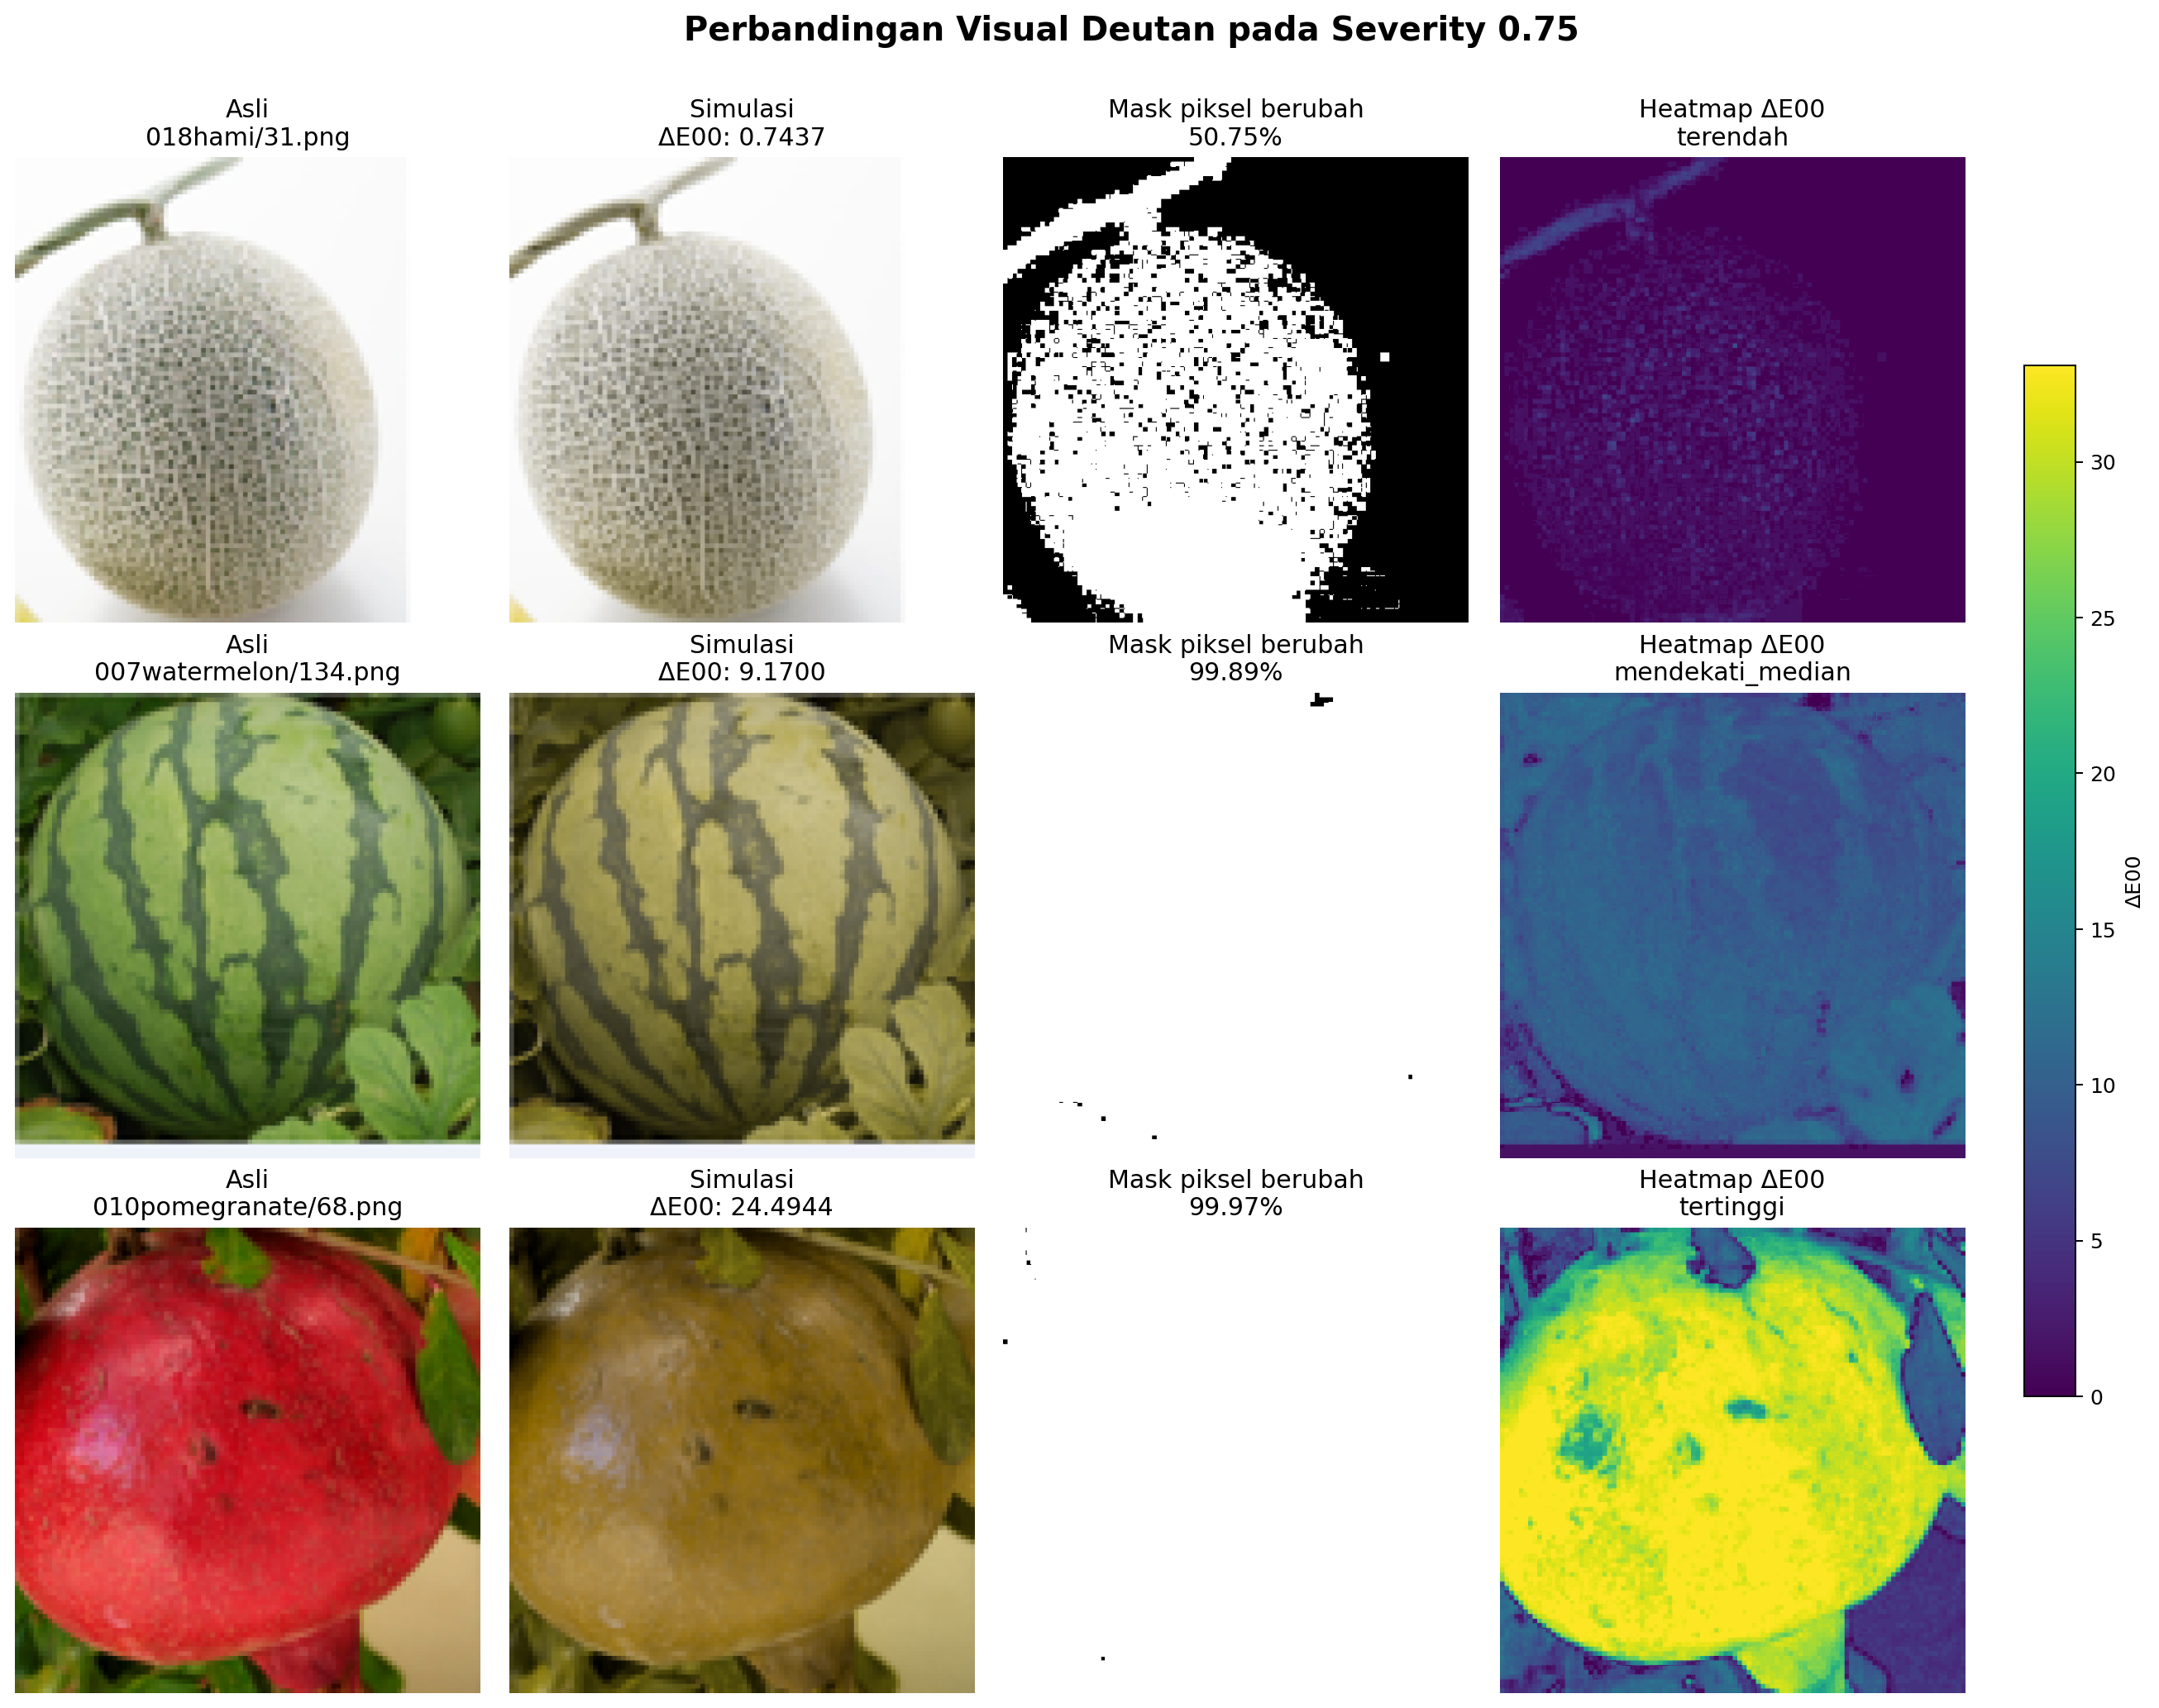 Perbandingan Visual Deutan pada Severity 0.75
Asli
018hami/31.png
Simulasi
ΔE00: 0.7437
Mask piksel berubah
50.75%
Heatmap ΔE00
terendah
Asli
007watermelon/134.png
Simulasi
ΔE00: 9.1700
Mask piksel berubah
99.89%
Heatmap ΔE00
mendekati_median
Asli
010pomegranate/68.png
Simulasi
ΔE00: 24.4944
Mask piksel berubah
99.97%
Heatmap ΔE00
tertinggi
30
25
20
15
10
5
0
ΔE00